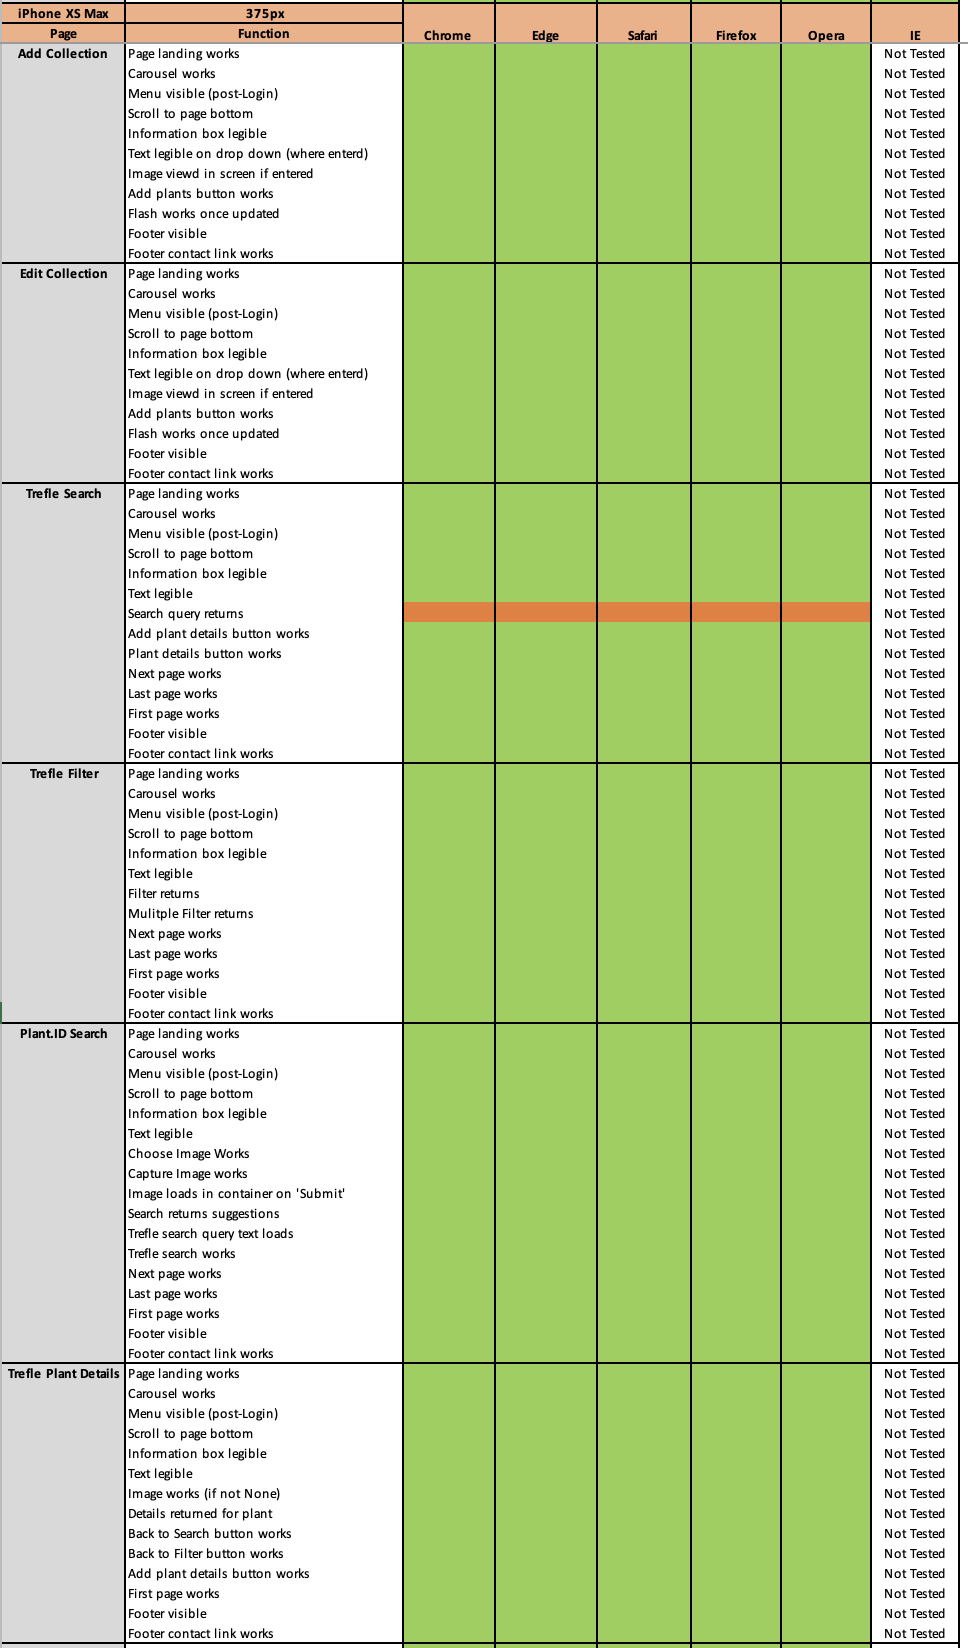 iPhone XS Max 375px
Page Function Chrome Edge Safari Firefox Opera IE
Add Collection Page landing works Not Tested
Carousel works Not Tested
Menu visible (post-Login) Not Tested
Scroll to page bottom Not Tested
Information box legible Not Tested
Text legible on drop down (where enterd) Not Tested
Image viewd in screen if entered Not Tested
Add plants button works Not Tested
Flash works once updated Not Tested
Footer visible Not Tested
Footer contact link works Not Tested
Edit Collection Page landing works Not Tested
Carousel works Not Tested
Menu visible (post-Login) Not Tested
Scroll to page bottom Not Tested
Information box legible Not Tested
Text legible on drop down (where enterd) Not Tested
Image viewd in screen if entered Not Tested
Add plants button works Not Tested
Flash works once updated Not Tested
Footer visible Not Tested
Footer contact link works Not Tested
Trefle Search Page landing works Not Tested
Carousel works Not Tested
Menu visible (post-Login) Not Tested
Scroll to page bottom Not Tested
Information box legible Not Tested
Text legible Not Tested
Search query returns Not Tested
Add plant details button works Not Tested
Plant details button works Not Tested
Next page works Not Tested
Last page works Not Tested
First page works Not Tested
Footer visible Not Tested
Footer contact link works Not Tested
Trefle Filter Page landing works Not Tested
Carousel works Not Tested
Menu visible (post-Login) Not Tested
Scroll to page bottom Not Tested
Information box legible Not Tested
Text legible Not Tested
Filter returns Not Tested
Mulitple Filter returns Not Tested
Next page works Not Tested
Last page works Not Tested
First page works Not Tested
Footer visible Not Tested
Footer contact link works Not Tested
Plant.ID Search Page landing works Not Tested
Carousel works Not Tested
Menu visible (post-Login) Not Tested
Scroll to page bottom Not Tested
Information box legible Not Tested
Text legible Not Tested
Choose Image Works Not Tested
Capture Image works Not Tested
Image loads in container on 'Submit' Not Tested
Search returns suggestions Not Tested
Trefle search query text loads Not Tested
Trefle search works Not Tested
Next page works Not Tested
Last page works Not Tested
First page works Not Tested
Footer visible Not Tested
Footer contact link works Not Tested
Trefle Plant Details Page landing works Not Tested
Carousel works Not Tested
Menu visible (post-Login) Not Tested
Scroll to page bottom Not Tested
Information box legible Not Tested
Text legible Not Tested
Image works (if not None) Not Tested
Details returned for plant Not Tested
Back to Search button works Not Tested
Back to Filter button works Not Tested
Add plant details button works Not Tested
First page works Not Tested
Footer visible Not Tested
Footer contact link works Not Tested